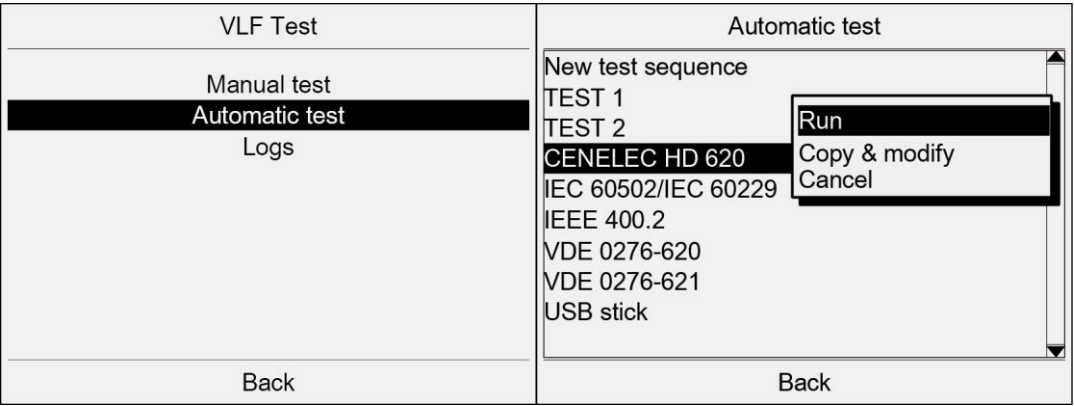 VLF Test
Manual test
Automatic test
Logs
Back
Automatic test
New test sequence
TEST 1
TEST 2
CENELEC HD 620
IEC 60502/IEC 60229
IEEE 400.2
VDE 0276-620
VDE 0276-621
USB stick
Run
Copy & modify
Cancel
Back